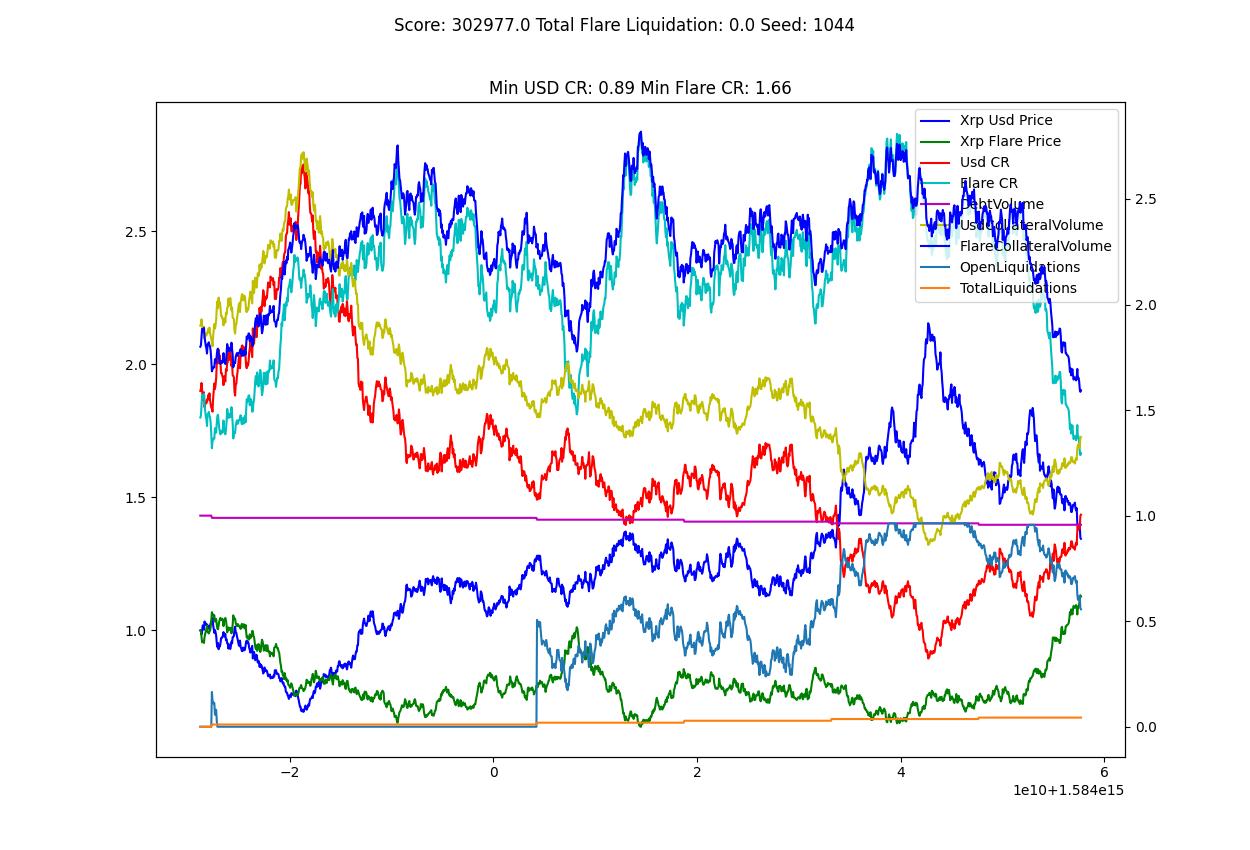 Score: 302977.0 Total Flare Liquidation: 0.0 Seed: 1044
Min USD CR: 0.89 Min Flare CR: 1.66
Xrp Usd Price
Xrp Flare Price
Usd CR
Flare CR
DebtVolume
UsdCollateralVolume
FlareCollateralVolume
OpenLiquidations
TotalLiquidations
2.5
2.0
1.5
1.0
2.5
2.0
1.5
1.0
0.5
0.0
−2
0
2
4
6
1e10+1.584e15